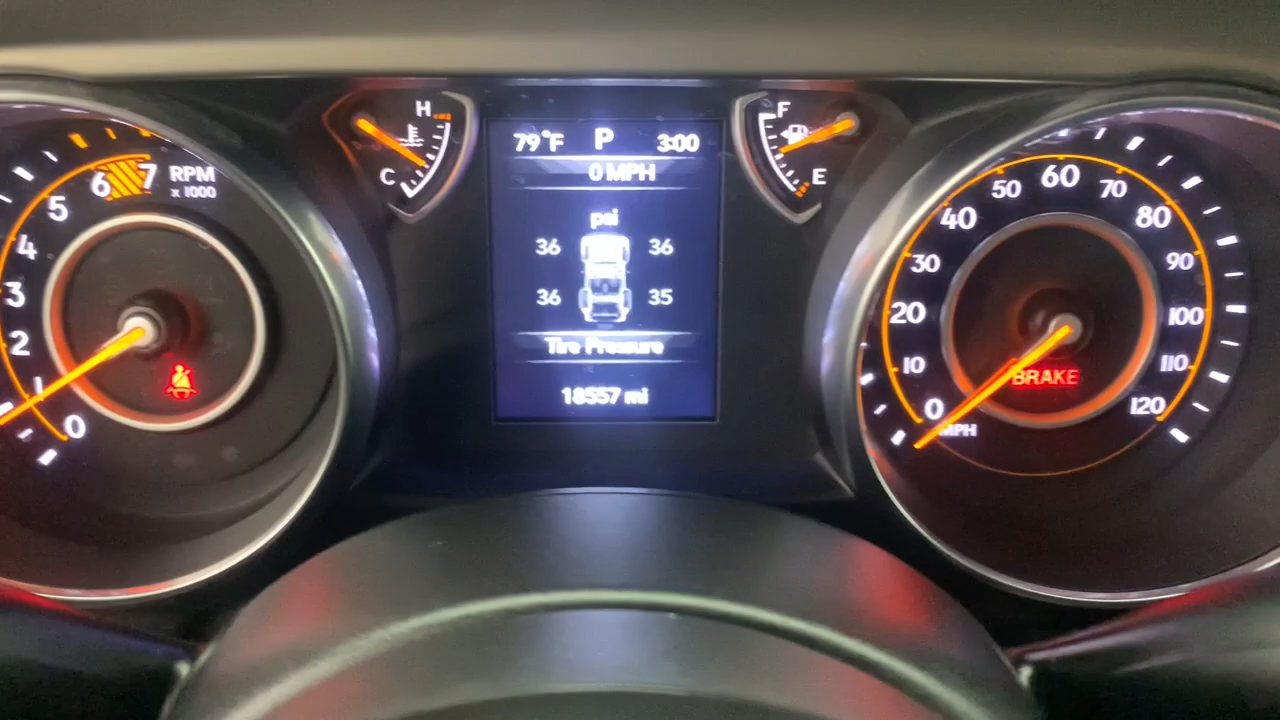 6 7 RPM
x 1000
5
4
3
2
1
0
H
C
79°F P 3:00
0 MPH
psi
36 36
36 35
Tire Pressure
18557 mi
F
E
60
50 70
40 80
30 90
20 100
10 110
0 120
MPH
BRAKE